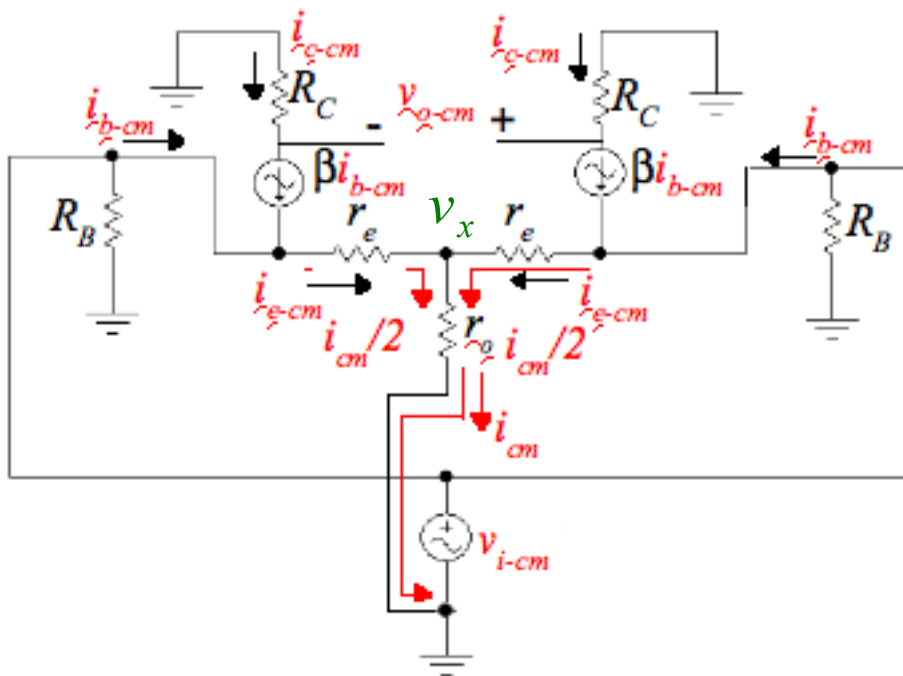 i_c-cm i_c-cm
R_C R_C
i_b-cm - v_o-cm + i_b-cm
βi_b-cm βi_b-cm
R_B r_e v_x r_e R_B
i_e-cm i_e-cm
i_cm/2 r_o i_cm/2
i_cm
+
v_i-cm